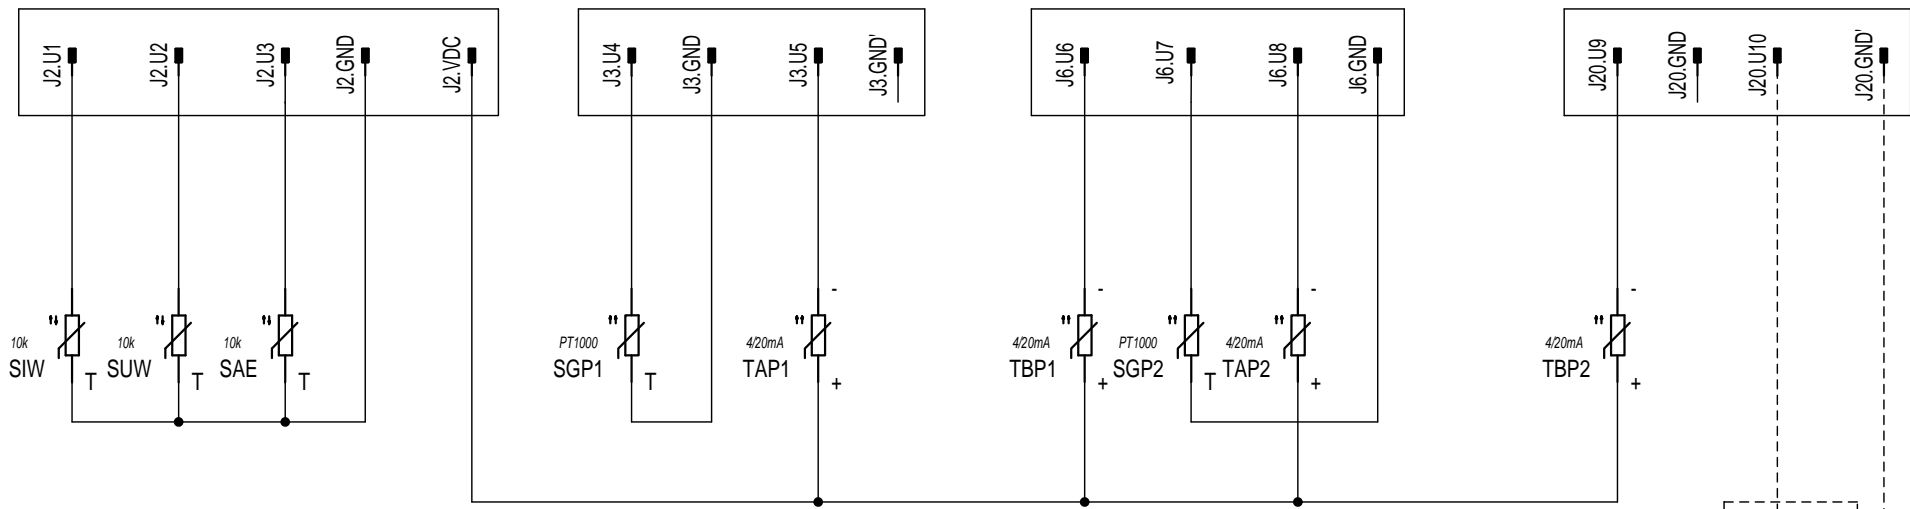 J2.U1
J2.U2
J2.U3
J2.GND
J2.VDC
J3.U4
J3.GND
J3.U5
J3.GND'
J6.U6
J6.U7
J6.U8
J6.GND
J20.U9
J20.GND
J20.U10
J20.GND'
10k
SIW
T
10k
SUW
T
10k
SAE
T
PT1000
SGP1
T
-
4/20mA
TAP1
+
-
4/20mA
TBP1
+
PT1000
SGP2
T
-
4/20mA
TAP2
+
-
4/20mA
TBP2
+